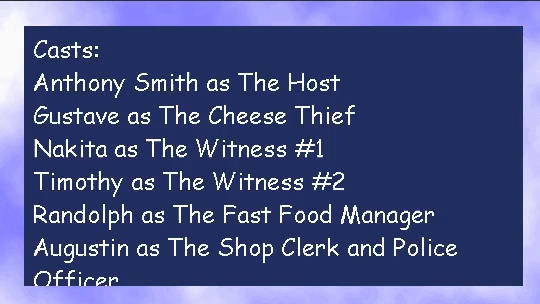 Casts:
Anthony Smith as The Host
Gustave as The Cheese Thief
Nakita as The Witness #1
Timothy as The Witness #2
Randolph as The Fast Food Manager
Augustin as The Shop Clerk and Police
Officer